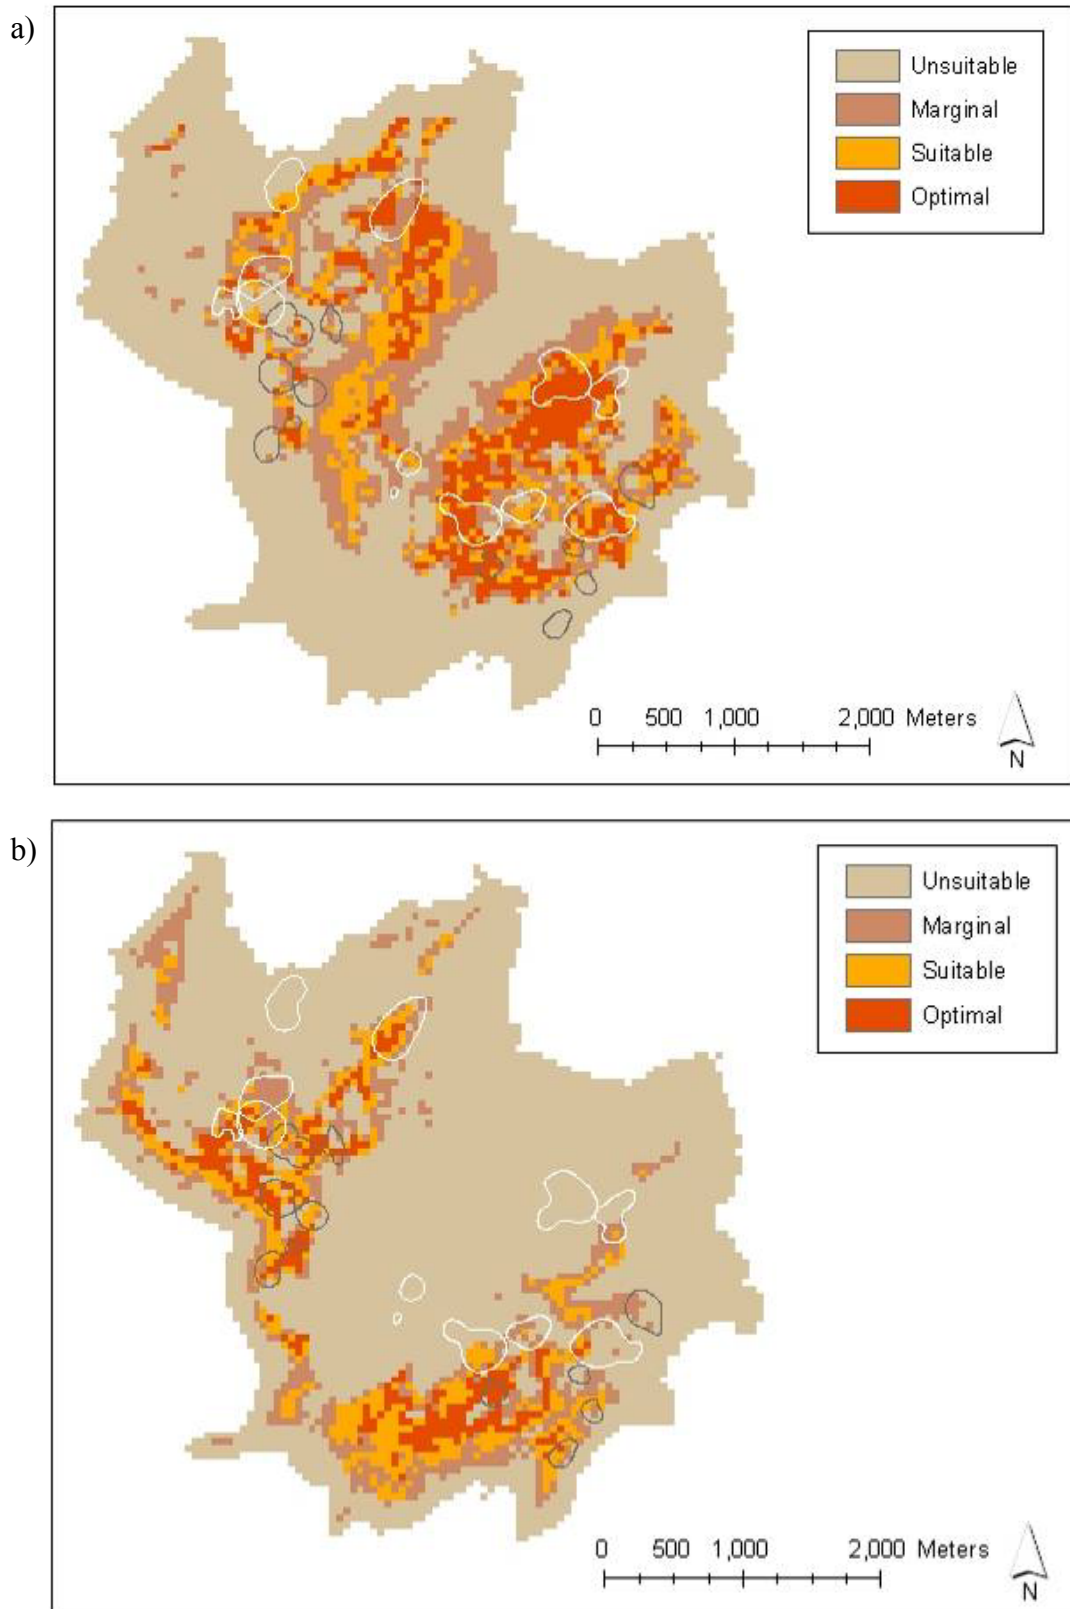 a)
Unsuitable
Marginal
Suitable
Optimal
0 500 1,000 2,000 Meters
N
b)
Unsuitable
Marginal
Suitable
Optimal
0 500 1,000 2,000 Meters
N